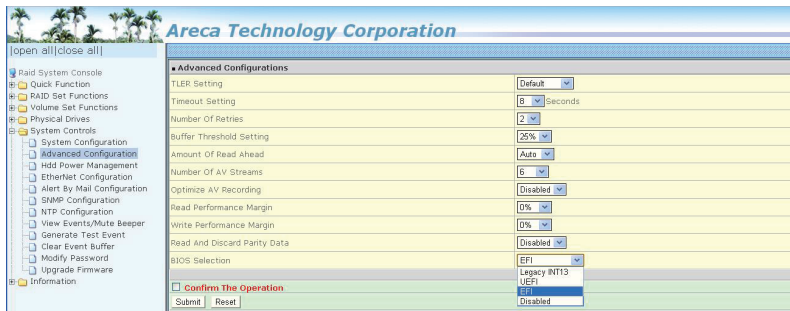 Areca Technology Corporation
|open all|close all|
Raid System Console
Quick Function
RAID Set Functions
Volume Set Functions
Physical Drives
System Controls
System Configuration
Advanced Configuration
Hdd Power Management
EtherNet Configuration
Alert By Mail Configuration
SNMP Configuration
NTP Configuration
View Events/Mute Beeper
Generate Test Event
Clear Event Buffer
Modify Password
Upgrade Firmware
Information
Advanced Configurations
TLER Setting Default
Timeout Setting 8 Seconds
Number Of Retries 2
Buffer Threshold Setting 25%
Amount Of Read Ahead Auto
Number Of AV Streams 6
Optimize AV Recording Disabled
Read Performance Margin 0%
Write Performance Margin 0%
Read And Discard Parity Data Disabled
BIOS Selection EFI
Legacy INT13
UEFI
EFI
Disabled
Confirm The Operation
Submit Reset